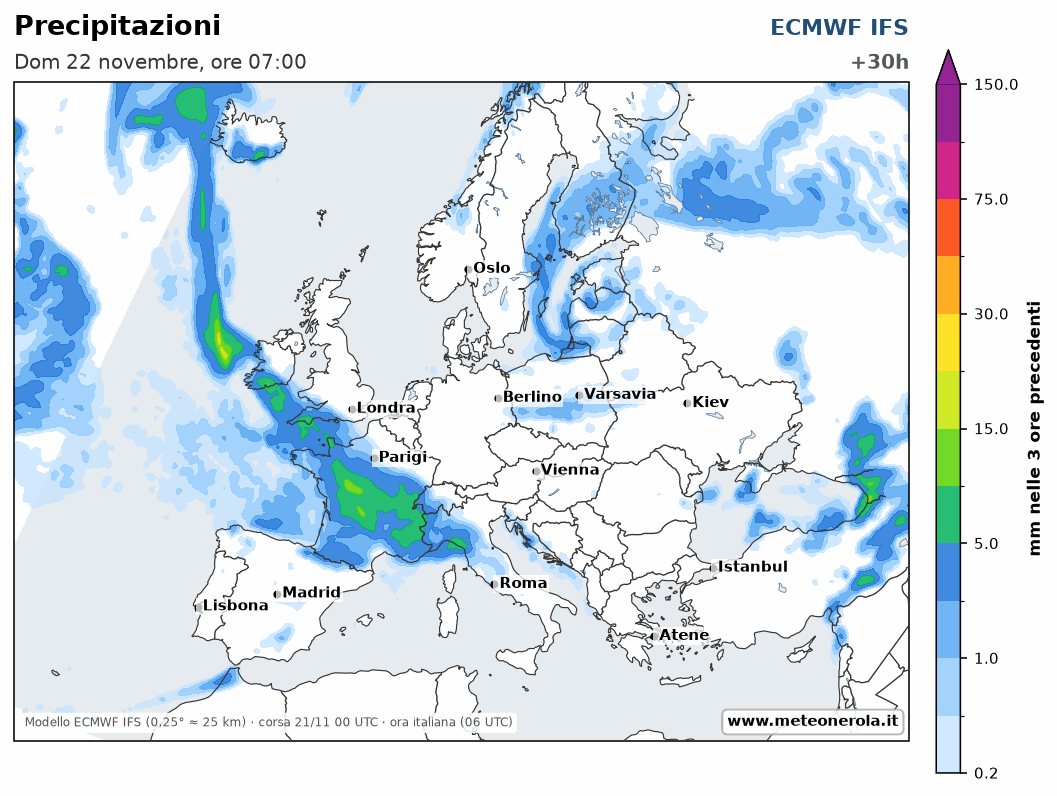 Precipitazioni
ECMWF IFS
Dom 22 novembre, ore 07:00
+30h
150.0
75.0
30.0
15.0
5.0
1.0
0.2
mm nelle 3 ore precedenti
Oslo
Londra
Berlino
Varsavia
Kiev
Parigi
Vienna
Istanbul
Roma
Madrid
Lisbona
Atene
Modello ECMWF IFS (0,25° ≈ 25 km) · corsa 21/11 00 UTC · ora italiana (06 UTC)
www.meteonerola.it